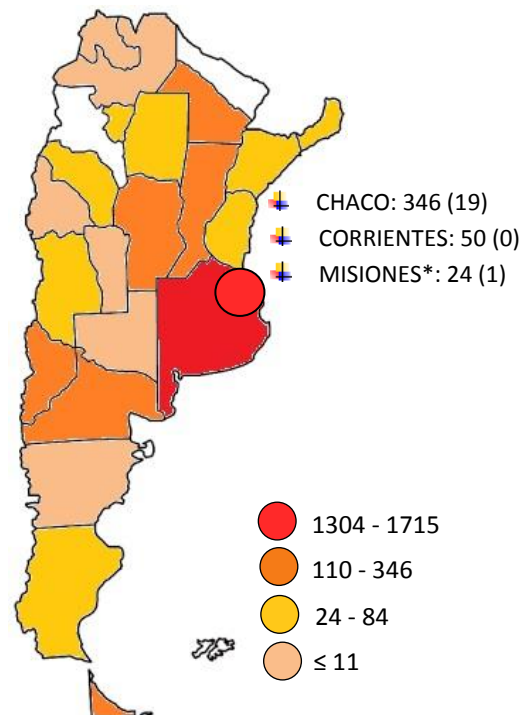 CHACO: 346 (19)
CORRIENTES: 50 (0)
MISIONES*: 24 (1)
1304 - 1715
110 - 346
24 - 84
≤ 11